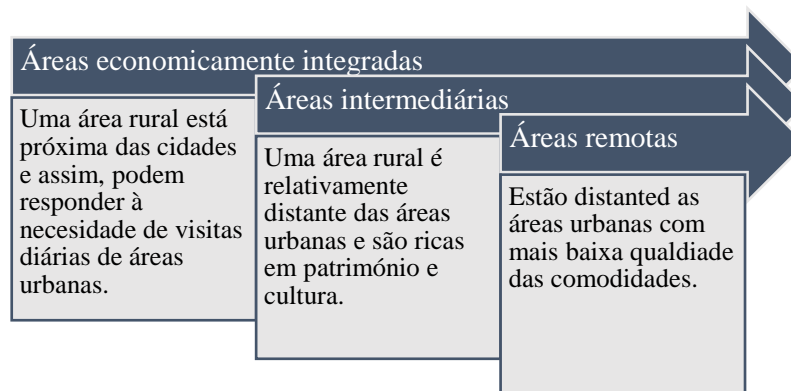 Áreas economicamente integradas
Uma área rural está
próxima das cidades
e assim, podem
responder à
necesidade de visitas
diárias de áreas
urbanas.
Áreas intermediárias
Uma área rural é
relativamente
distante das áreas
urbanas e são ricas
em património e
cultura.
Áreas remotas
Estão distanted as
áreas urbanas com
mais baixa qualdiade
das comodidades.